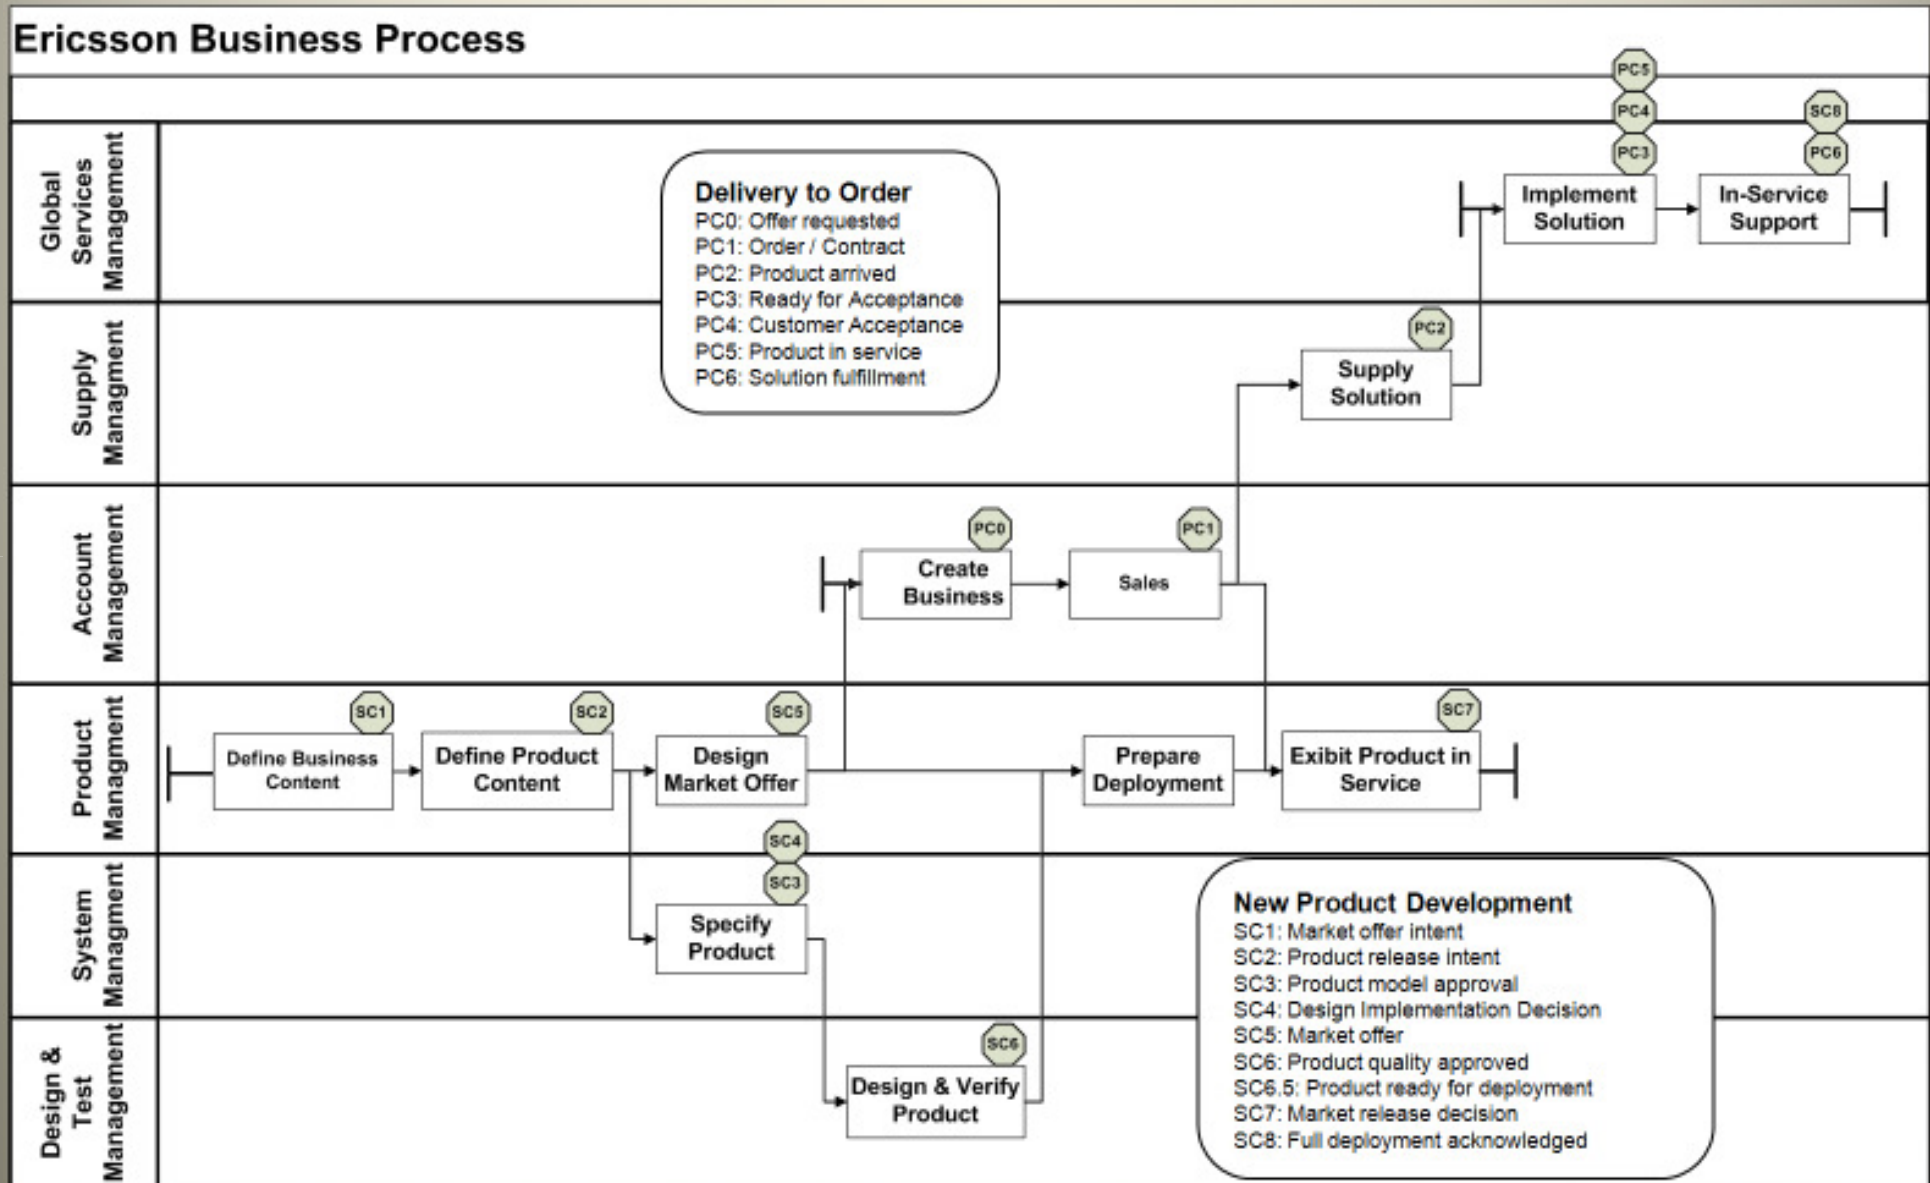 Ericsson Business Process
PC5
PC4
SC8
PC3
PC6
Global
Services
Management
Delivery to Order
PC0: Offer requested
PC1: Order / Contract
PC2: Product arrived
PC3: Ready for Acceptance
PC4: Customer Acceptance
PC5: Product in service
PC6: Solution fulfillment
Implement
Solution
In-Service
Support
Supply
Managment
PC2
Supply
Solution
Account
Management
PC0
Create
Business
PC1
Sales
Product
Managment
SC1
Define Business
Content
SC2
Define Product
Content
SC5
Design
Market Offer
Prepare
Deployment
SC7
Exibit Product in
Service
System
Managment
SC4
SC3
Specify
Product
Design &
Test
Management
SC6
Design & Verify
Product
New Product Development
SC1: Market offer intent
SC2: Product release intent
SC3: Product model approval
SC4: Design Implementation Decision
SC5: Market offer
SC6: Product quality approved
SC6.5: Product ready for deployment
SC7: Market release decision
SC8: Full deployment acknowledged